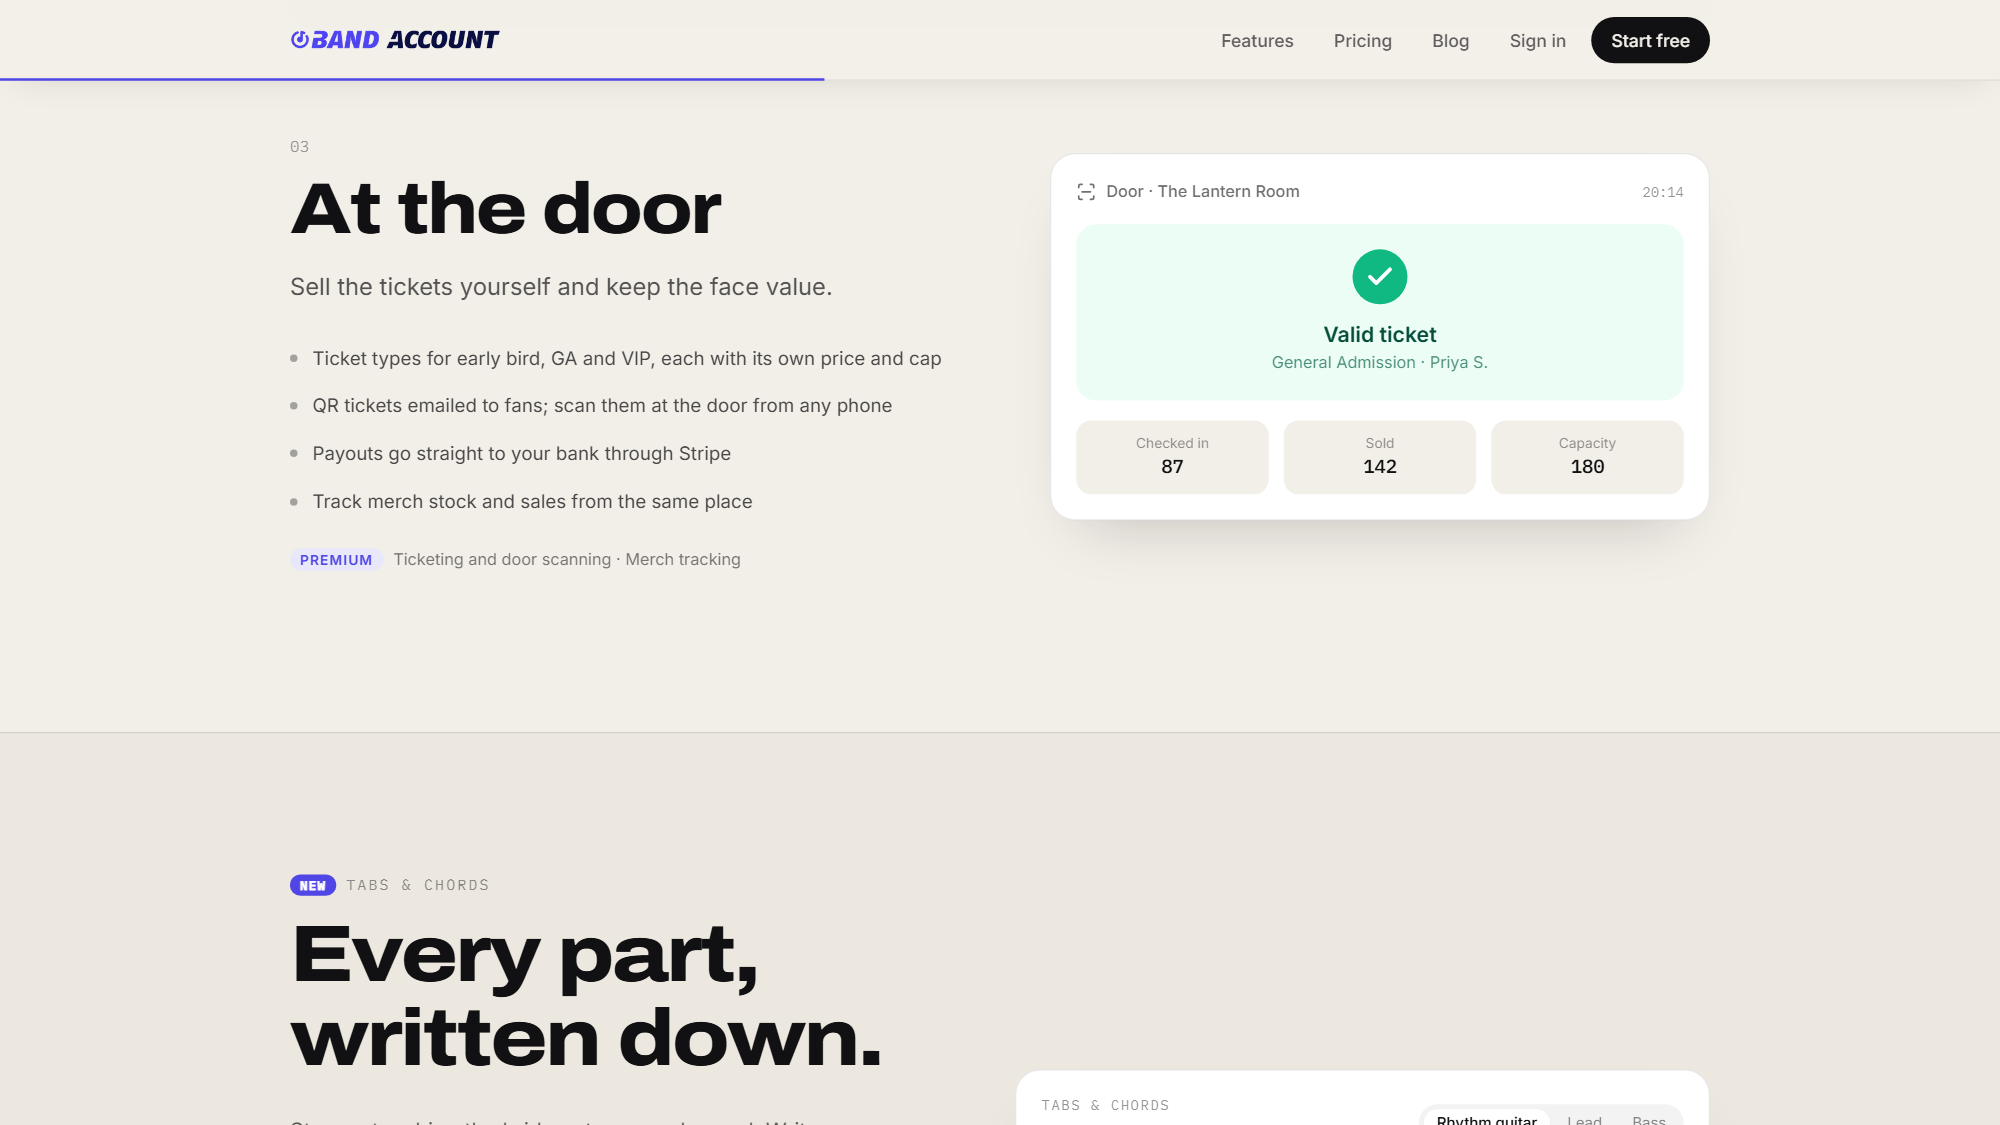 BAND ACCOUNT
Features
Pricing
Blog
Sign in
Start free
03
At the door
Sell the tickets yourself and keep the face value.
Ticket types for early bird, GA and VIP, each with its own price and cap
QR tickets emailed to fans; scan them at the door from any phone
Payouts go straight to your bank through Stripe
Track merch stock and sales from the same place
PREMIUM Ticketing and door scanning · Merch tracking
Door · The Lantern Room
20:14
Valid ticket
General Admission · Priya S.
Checked in
87
Sold
142
Capacity
180
NEW TABS & CHORDS
Every part,
written down.
TABS & CHORDS
Rhythm guitar
Lead
Bass